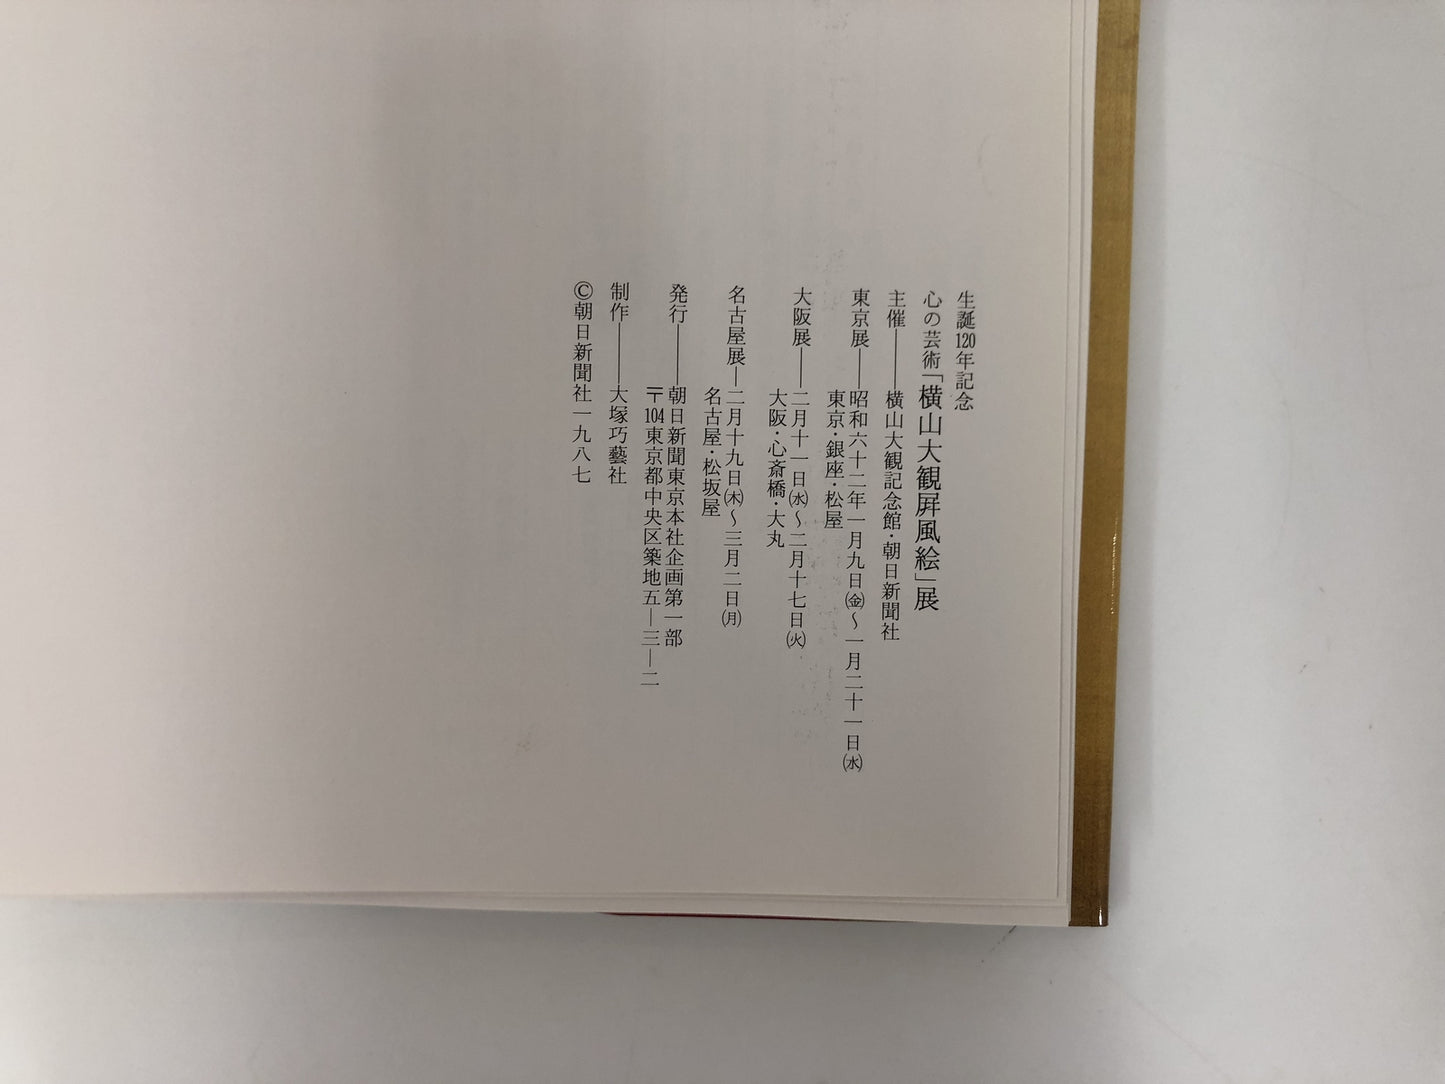 生誕120年記念
心の芸術「横山大観屏風絵」展
主催――横山大観記念館・朝日新聞社
東京展――昭和六十二年一月九日㈮～一月二十一日㈬
東京・銀座・松屋
大阪展――二月十一日㈬～二月十七日㈫
大阪・心斎橋・大丸
名古屋展―二月十九日㈭～三月二日㈪
名古屋・松坂屋
発行――朝日新聞東京本社企画第一部
〒104東京都中央区築地五―三―二
制作――大塚巧藝社
©朝日新聞社一九八七